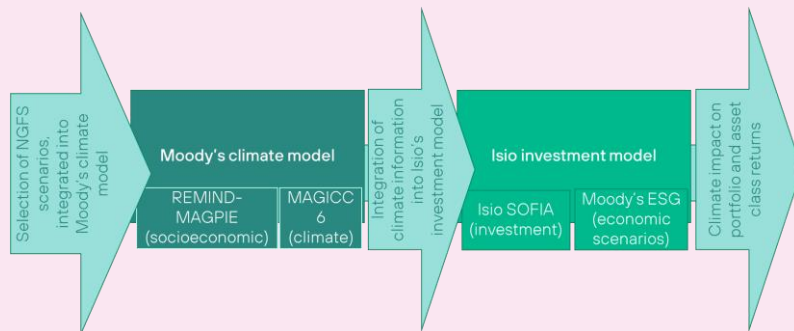 Selection of NGFS
scenarios,
integrated into
Moody's climate
model
Moody's climate model
REMIND-
MAGPIE
(socioeconomic)
MAGICC
6
(climate)
Integration of
climate information
into Isio's
investment model
Isio investment model
Isio SOFIA
(investment)
Moody's ESG
(economic
scenarios)
Climate impact on
portfolio and asset
class returns